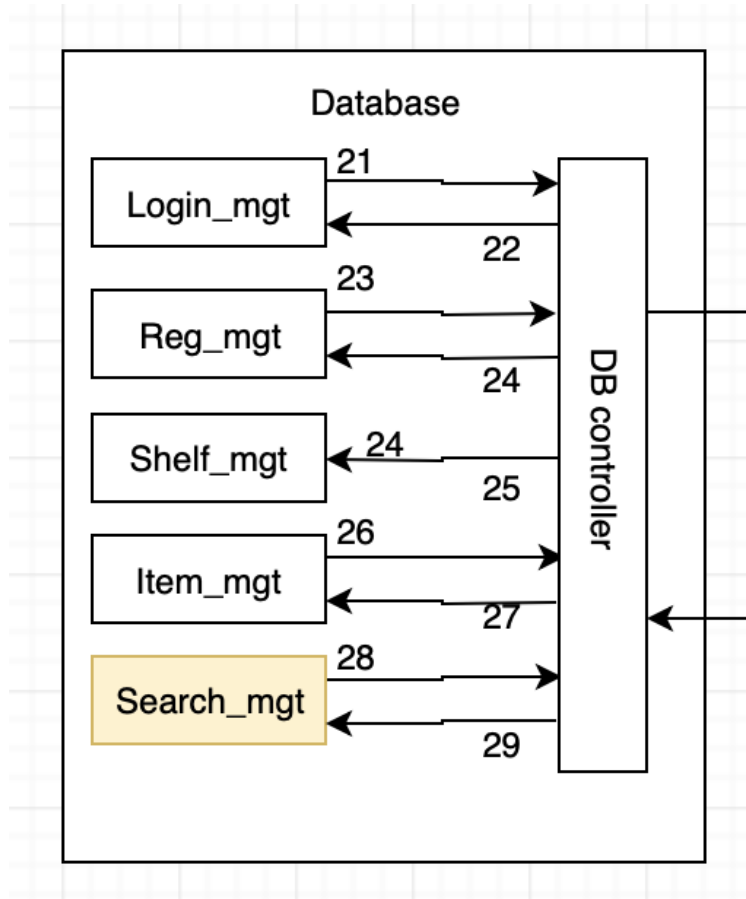 Database
21
Login_mgt
22
23
Reg_mgt
24
24
Shelf_mgt
25
26
Item_mgt
27
28
Search_mgt
29
DB controller